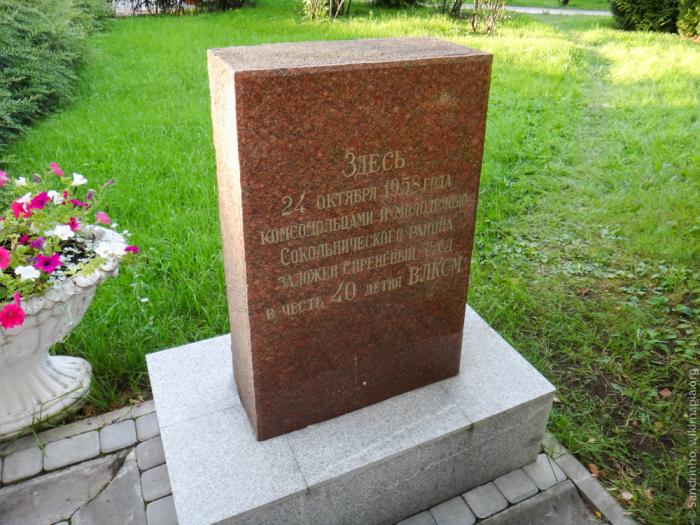 Здесь
24 октября 1958 года
комсомольцами и молодежью
Сокольнического района
заложен сиреневый сад
в честь 40 летия ВЛКСМ
© sandrinho, wikimapia.org